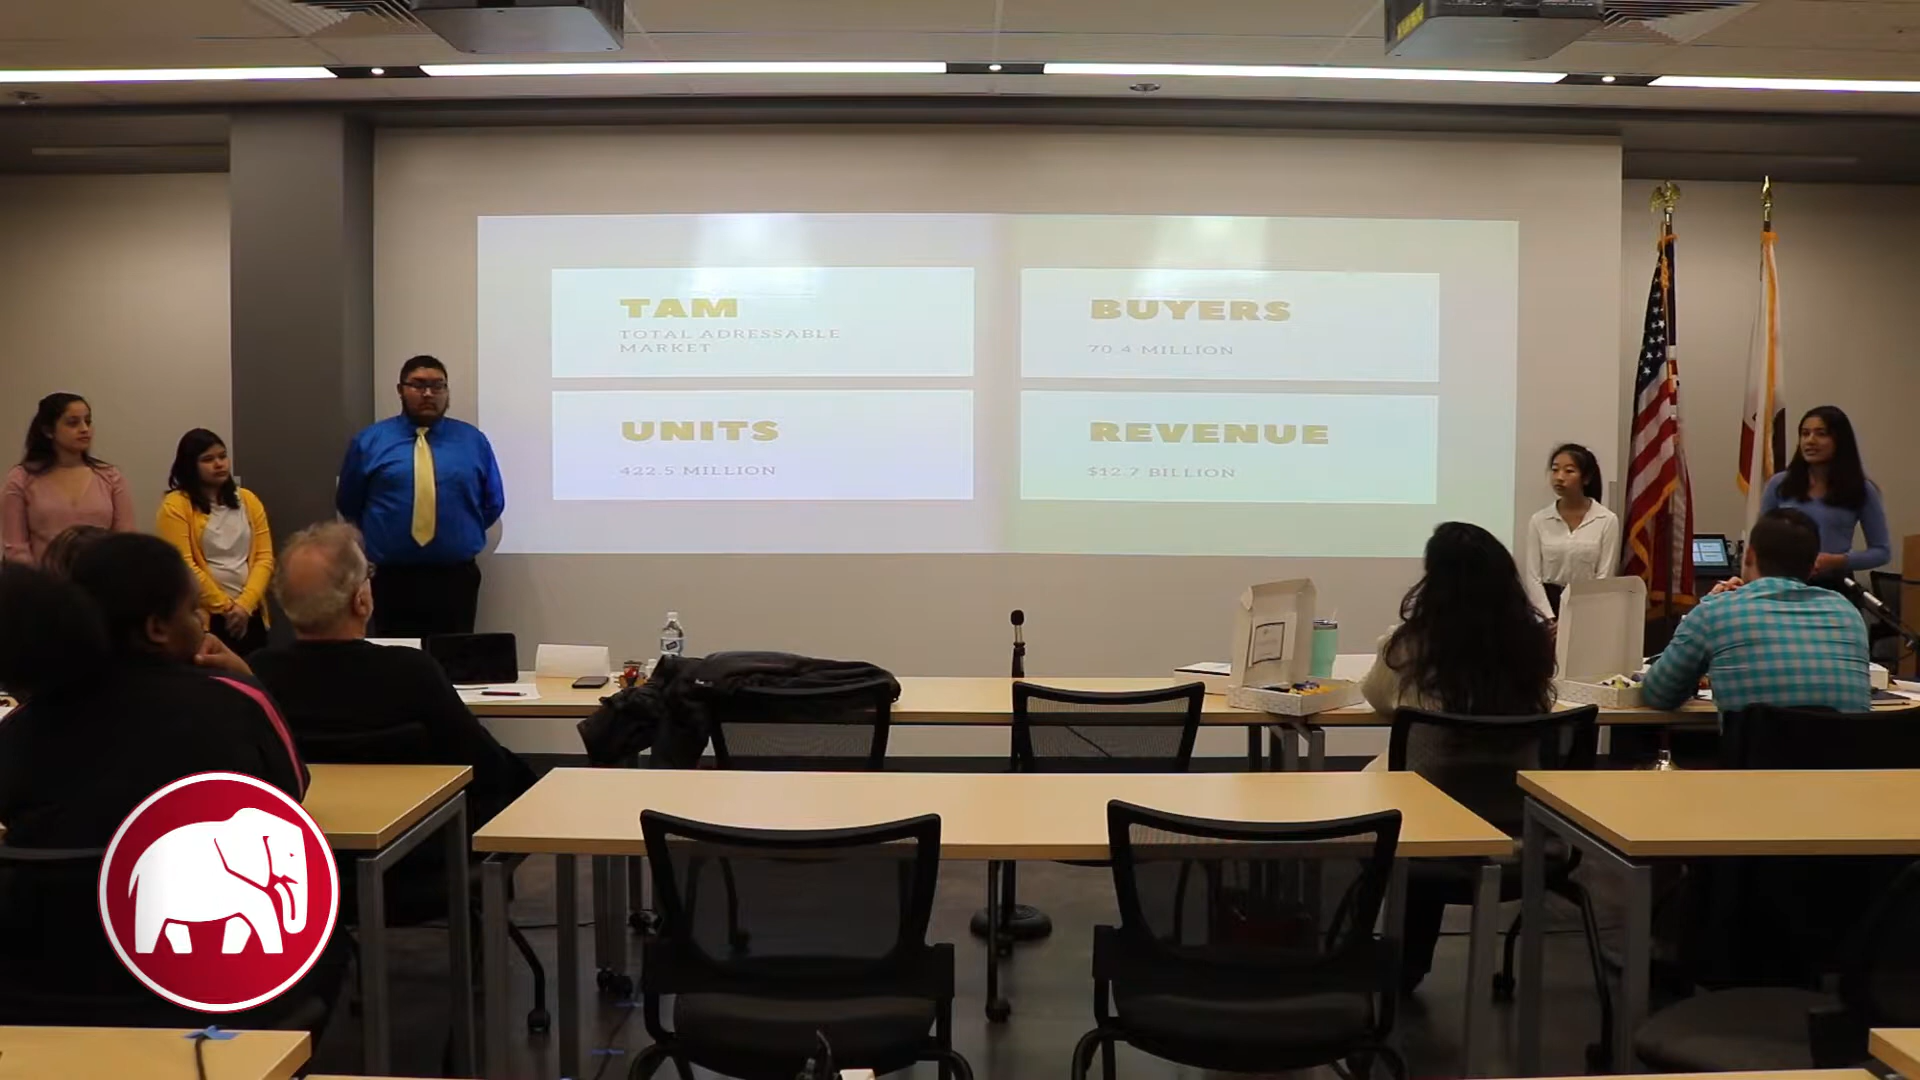 TAM
TOTAL ADRESSABLE
MARKET
BUYERS
70.4 MILLION
UNITS
422.5 MILLION
REVENUE
$12.7 BILLION